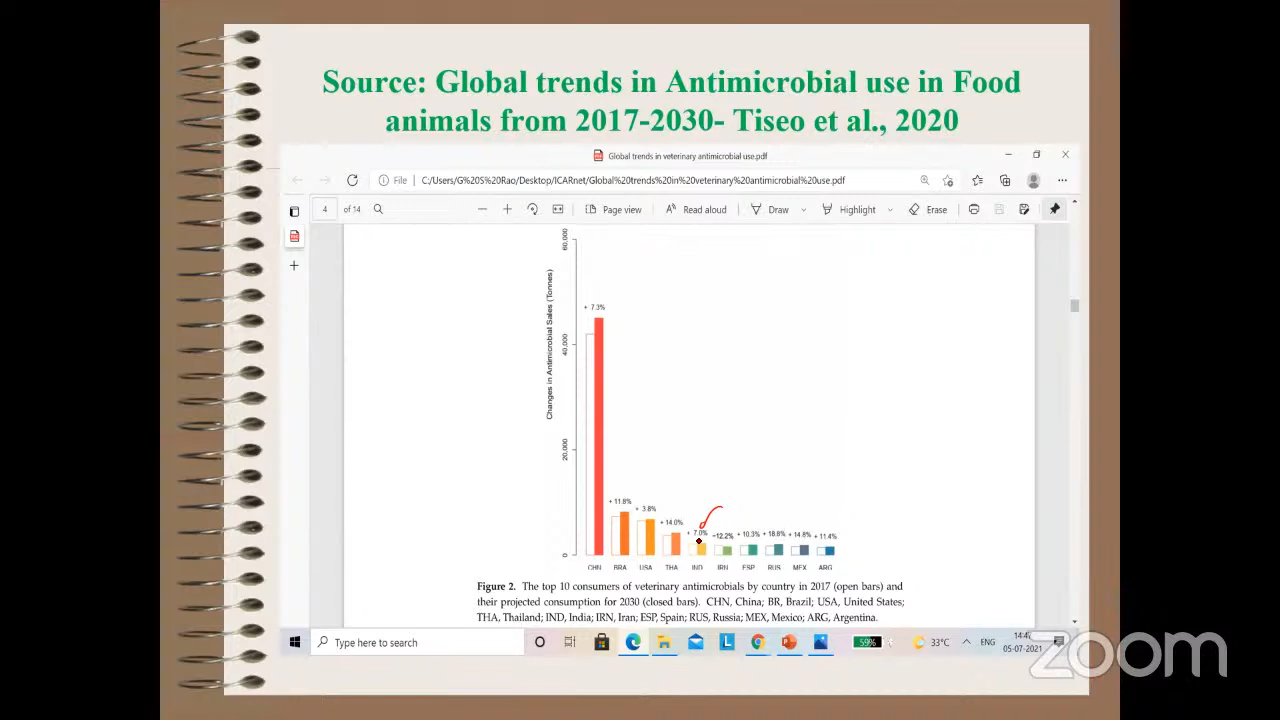 Source: Global trends in Antimicrobial use in Food
animals from 2017-2030- Tiseo et al., 2020
Global trends in veterinary antimicrobial use.pdf
File
C:/Users/G%20S%20Rao/Desktop/ICARnet/Global%20trends%20in%20veterinary%20antimicrobial%20use.pdf
4 of 14
Page view
Read aloud
Draw
Highlight
Erase
Changes in Antimicrobial Sales (Tonnes)
60,000
40,000
20,000
0
+ 7.3%
+ 11.8%
+ 3.8%
+ 14.0%
+ 7.0%
+12.2%
+ 10.3%
+ 18.8%
+ 14.8%
+ 11.4%
CHN BRA USA THA IND IRN ESP RUS MEX ARG
Figure 2. The top 10 consumers of veterinary antimicrobials by country in 2017 (open bars) and
their projected consumption for 2030 (closed bars). CHN, China; BR, Brazil; USA, United States;
THA, Thailand; IND, India; IRN, Iran; ESP, Spain; RUS, Russia; MEX, Mexico; ARG, Argentina.
Type here to search
59%
33°C
ENG
05-07-2021
zoom